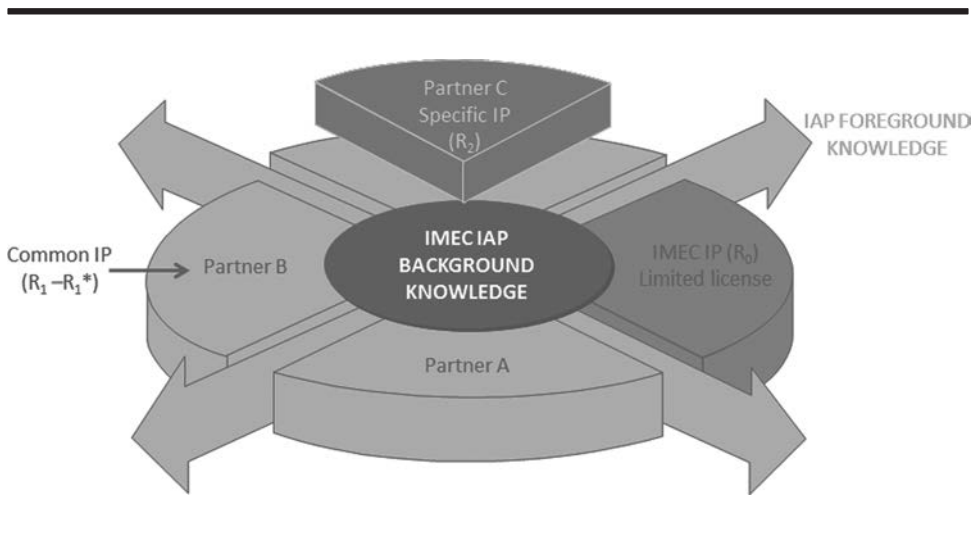 Partner C
Specific IP
(R₂)
IAP FOREGROUND
KNOWLEDGE
Common IP
(R₁ –R₁*)
Partner B
IMEC IAP
BACKGROUND
KNOWLEDGE
IMEC IP (R₀)
Limited license
Partner A